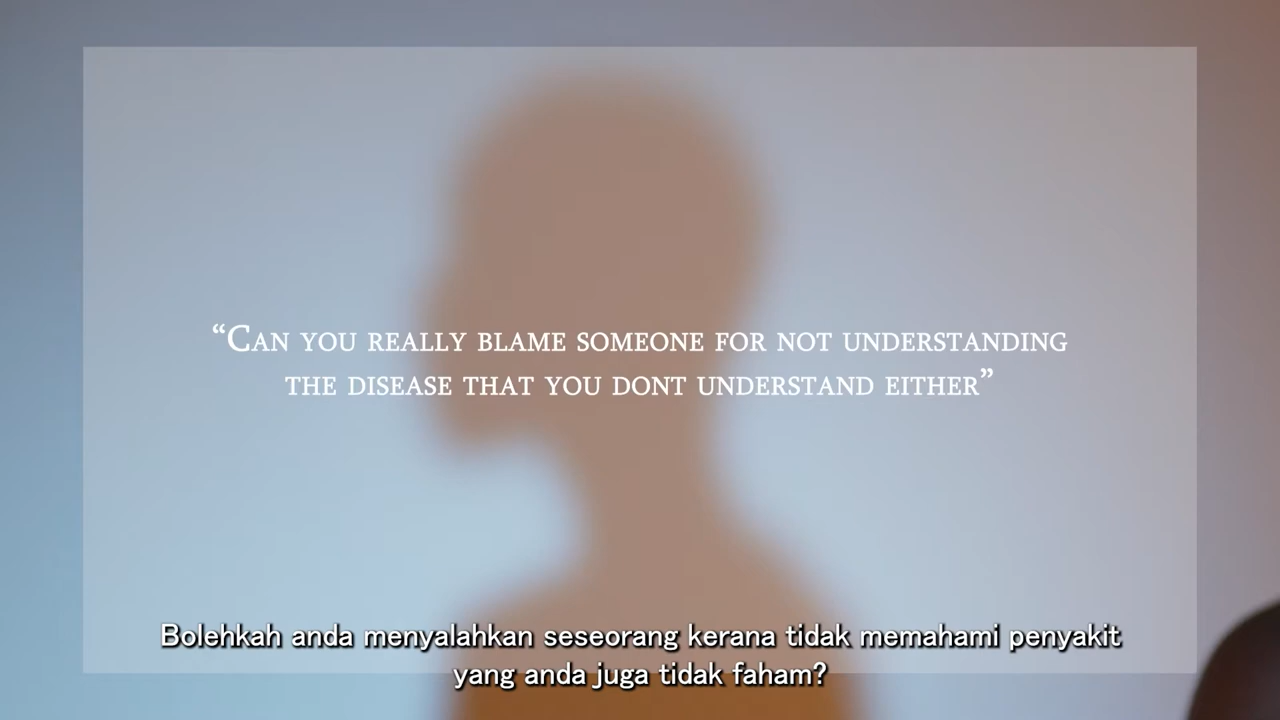 “Can you really blame someone for not understanding
the disease that you dont understand either”
Bolehkah anda menyalahkan seseorang kerana tidak memahami penyakit
yang anda juga tidak faham?